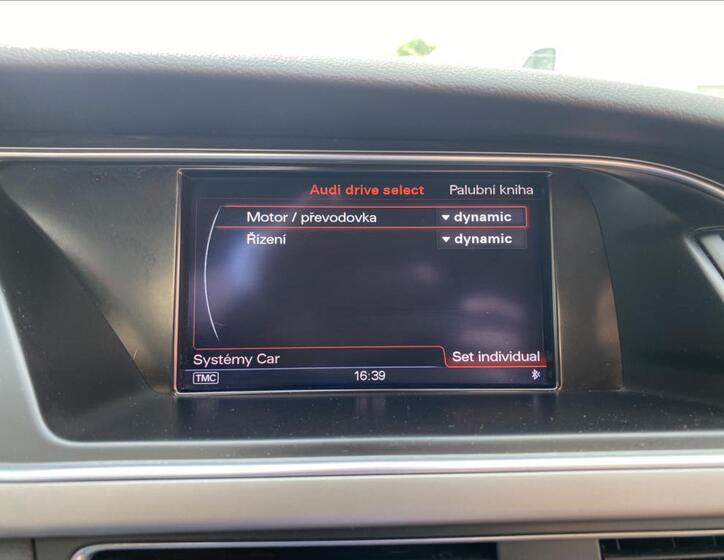 Audi drive select Palubní kniha
Motor / převodovka ▼ dynamic
Řízení ▼ dynamic
Systémy Car Set individual
TMC 16:39